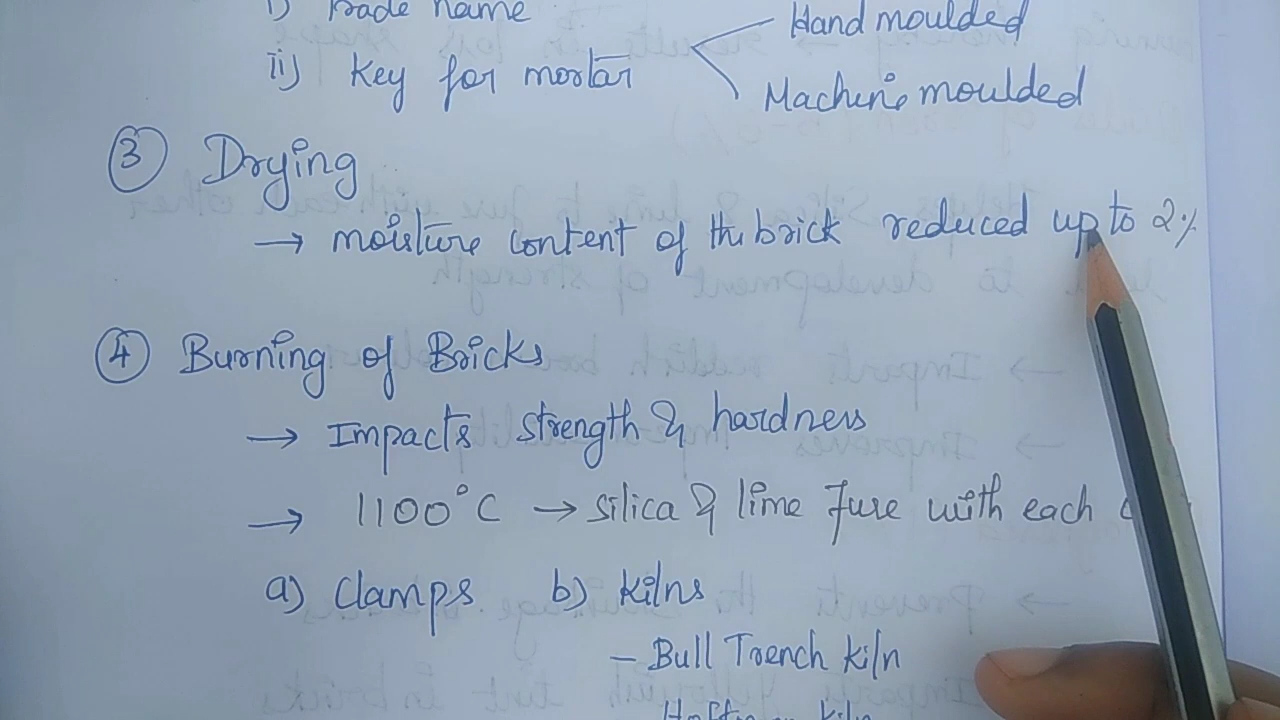 i) Trade name
Hand moulded
ii) Key for mortar
Machine moulded
3 Drying
→ moisture content of the brick reduced up to 2%
4 Burning of Bricks
→ Impacts strength & hardness
→ 1100°C → silica & lime fuse with each
a) Clamps b) Kilns
- Bull Trench kiln
kiln